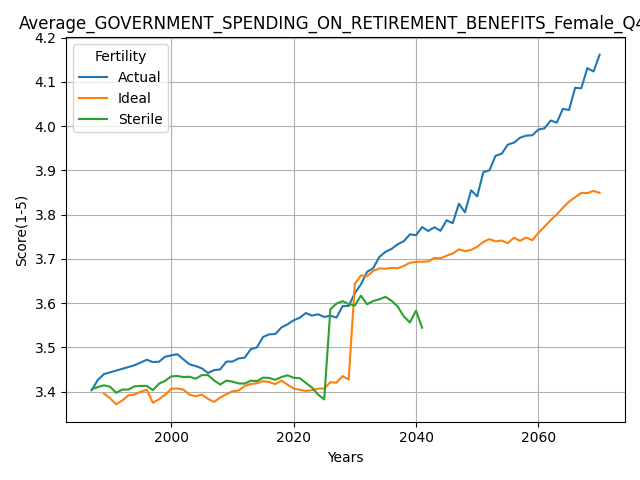 Average_GOVERNMENT_SPENDING_ON_RETIREMENT_BENEFITS_Female_Q4
4.2
4.1
4.0
3.9
3.8
3.7
3.6
3.5
3.4
Score(1-5)
Fertility
Actual
Ideal
Sterile
2000 2020 2040 2060
Years